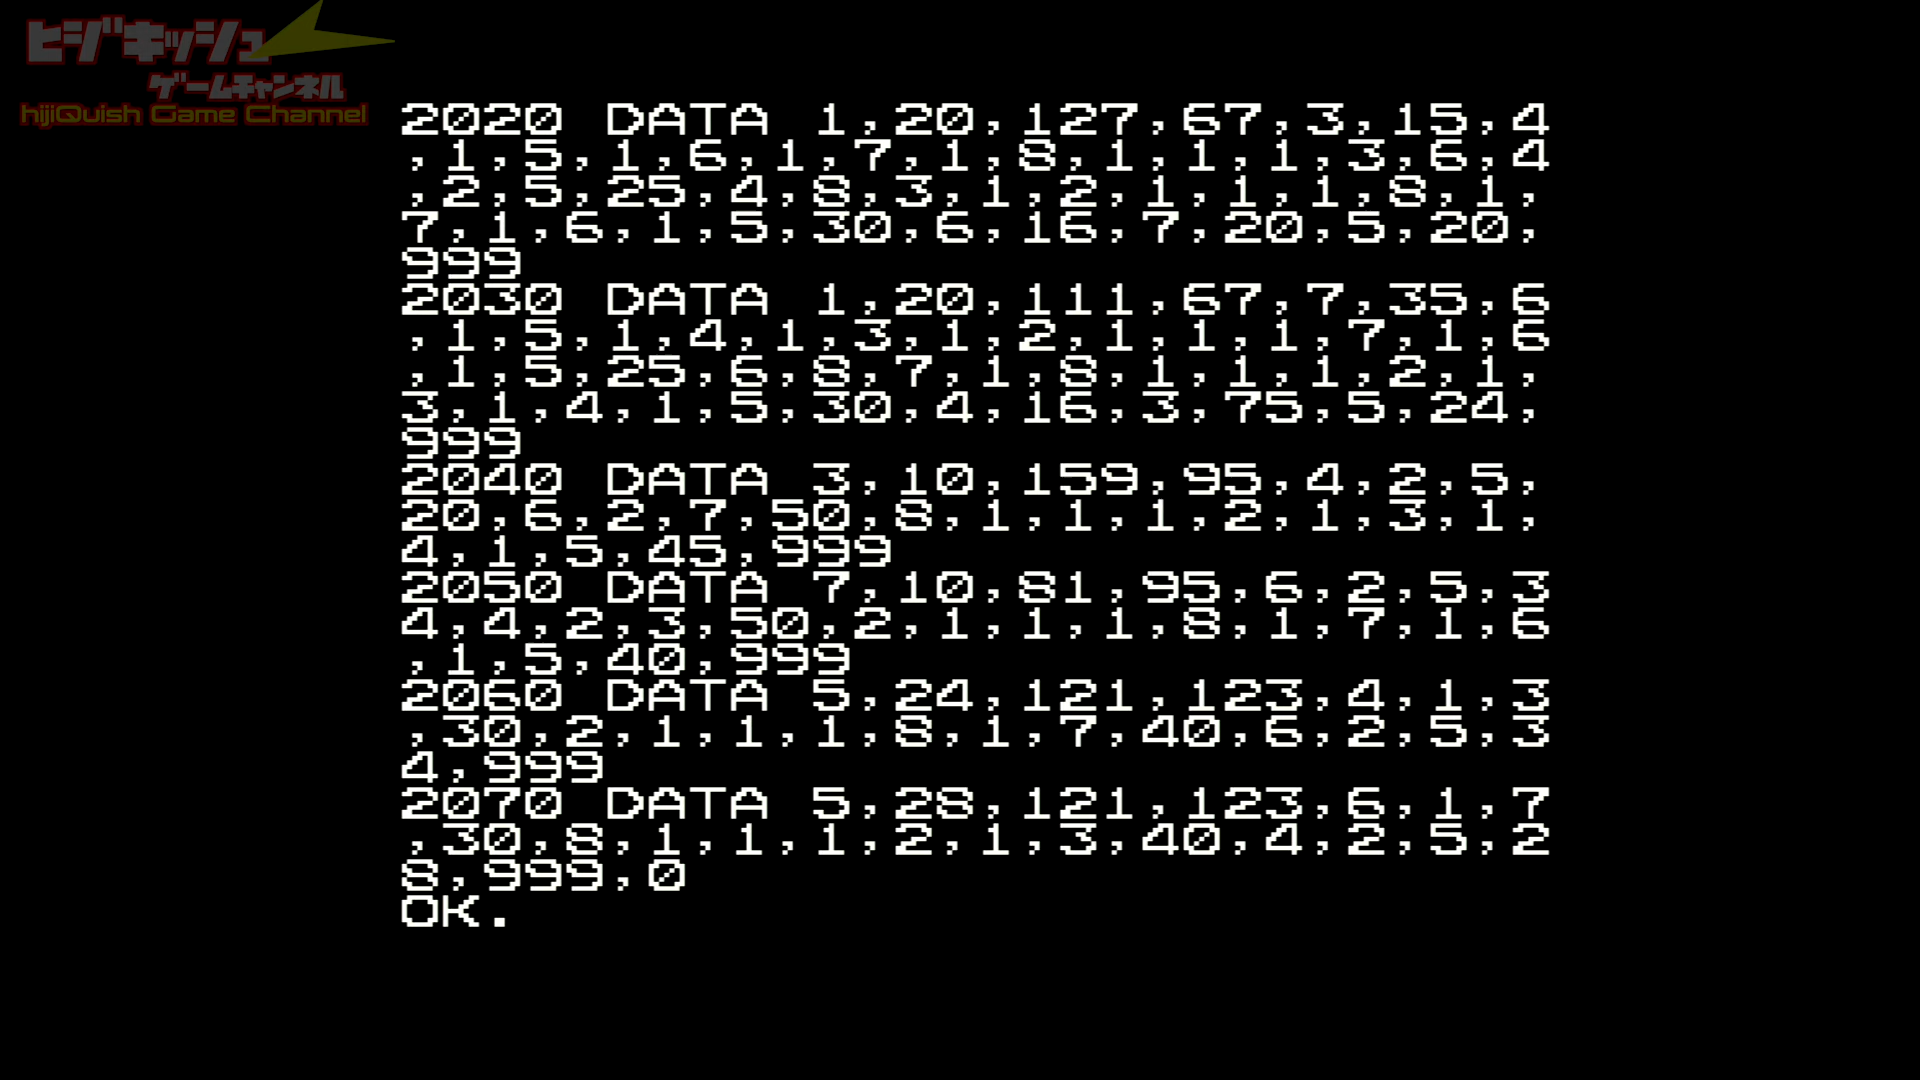 ヒジキッシュ
ゲームチャンネル
hijiQuish Game Channel
2020 DATA 1,20,127,67,3,15,4
,1,5,1,6,1,7,1,8,1,1,1,3,6,4
,2,5,25,4,8,3,1,2,1,1,1,8,1,
7,1,6,1,5,30,6,16,7,20,5,20,
999
2030 DATA 1,20,111,67,7,35,6
,1,5,1,4,1,3,1,2,1,1,1,7,1,6
,1,5,25,6,8,7,1,8,1,1,1,2,1,
3,1,4,1,5,30,4,16,3,75,5,24,
999
2040 DATA 3,10,159,95,4,2,5,
20,6,2,7,50,8,1,1,1,2,1,3,1,
4,1,5,45,999
2050 DATA 7,10,81,95,6,2,5,3
4,4,2,3,50,2,1,1,1,8,1,7,1,6
,1,5,40,999
2060 DATA 5,24,121,123,4,1,3
,30,2,1,1,1,8,1,7,40,6,2,5,3
4,999
2070 DATA 5,28,121,123,6,1,7
,30,8,1,1,1,2,1,3,40,4,2,5,2
8,999,0
OK.